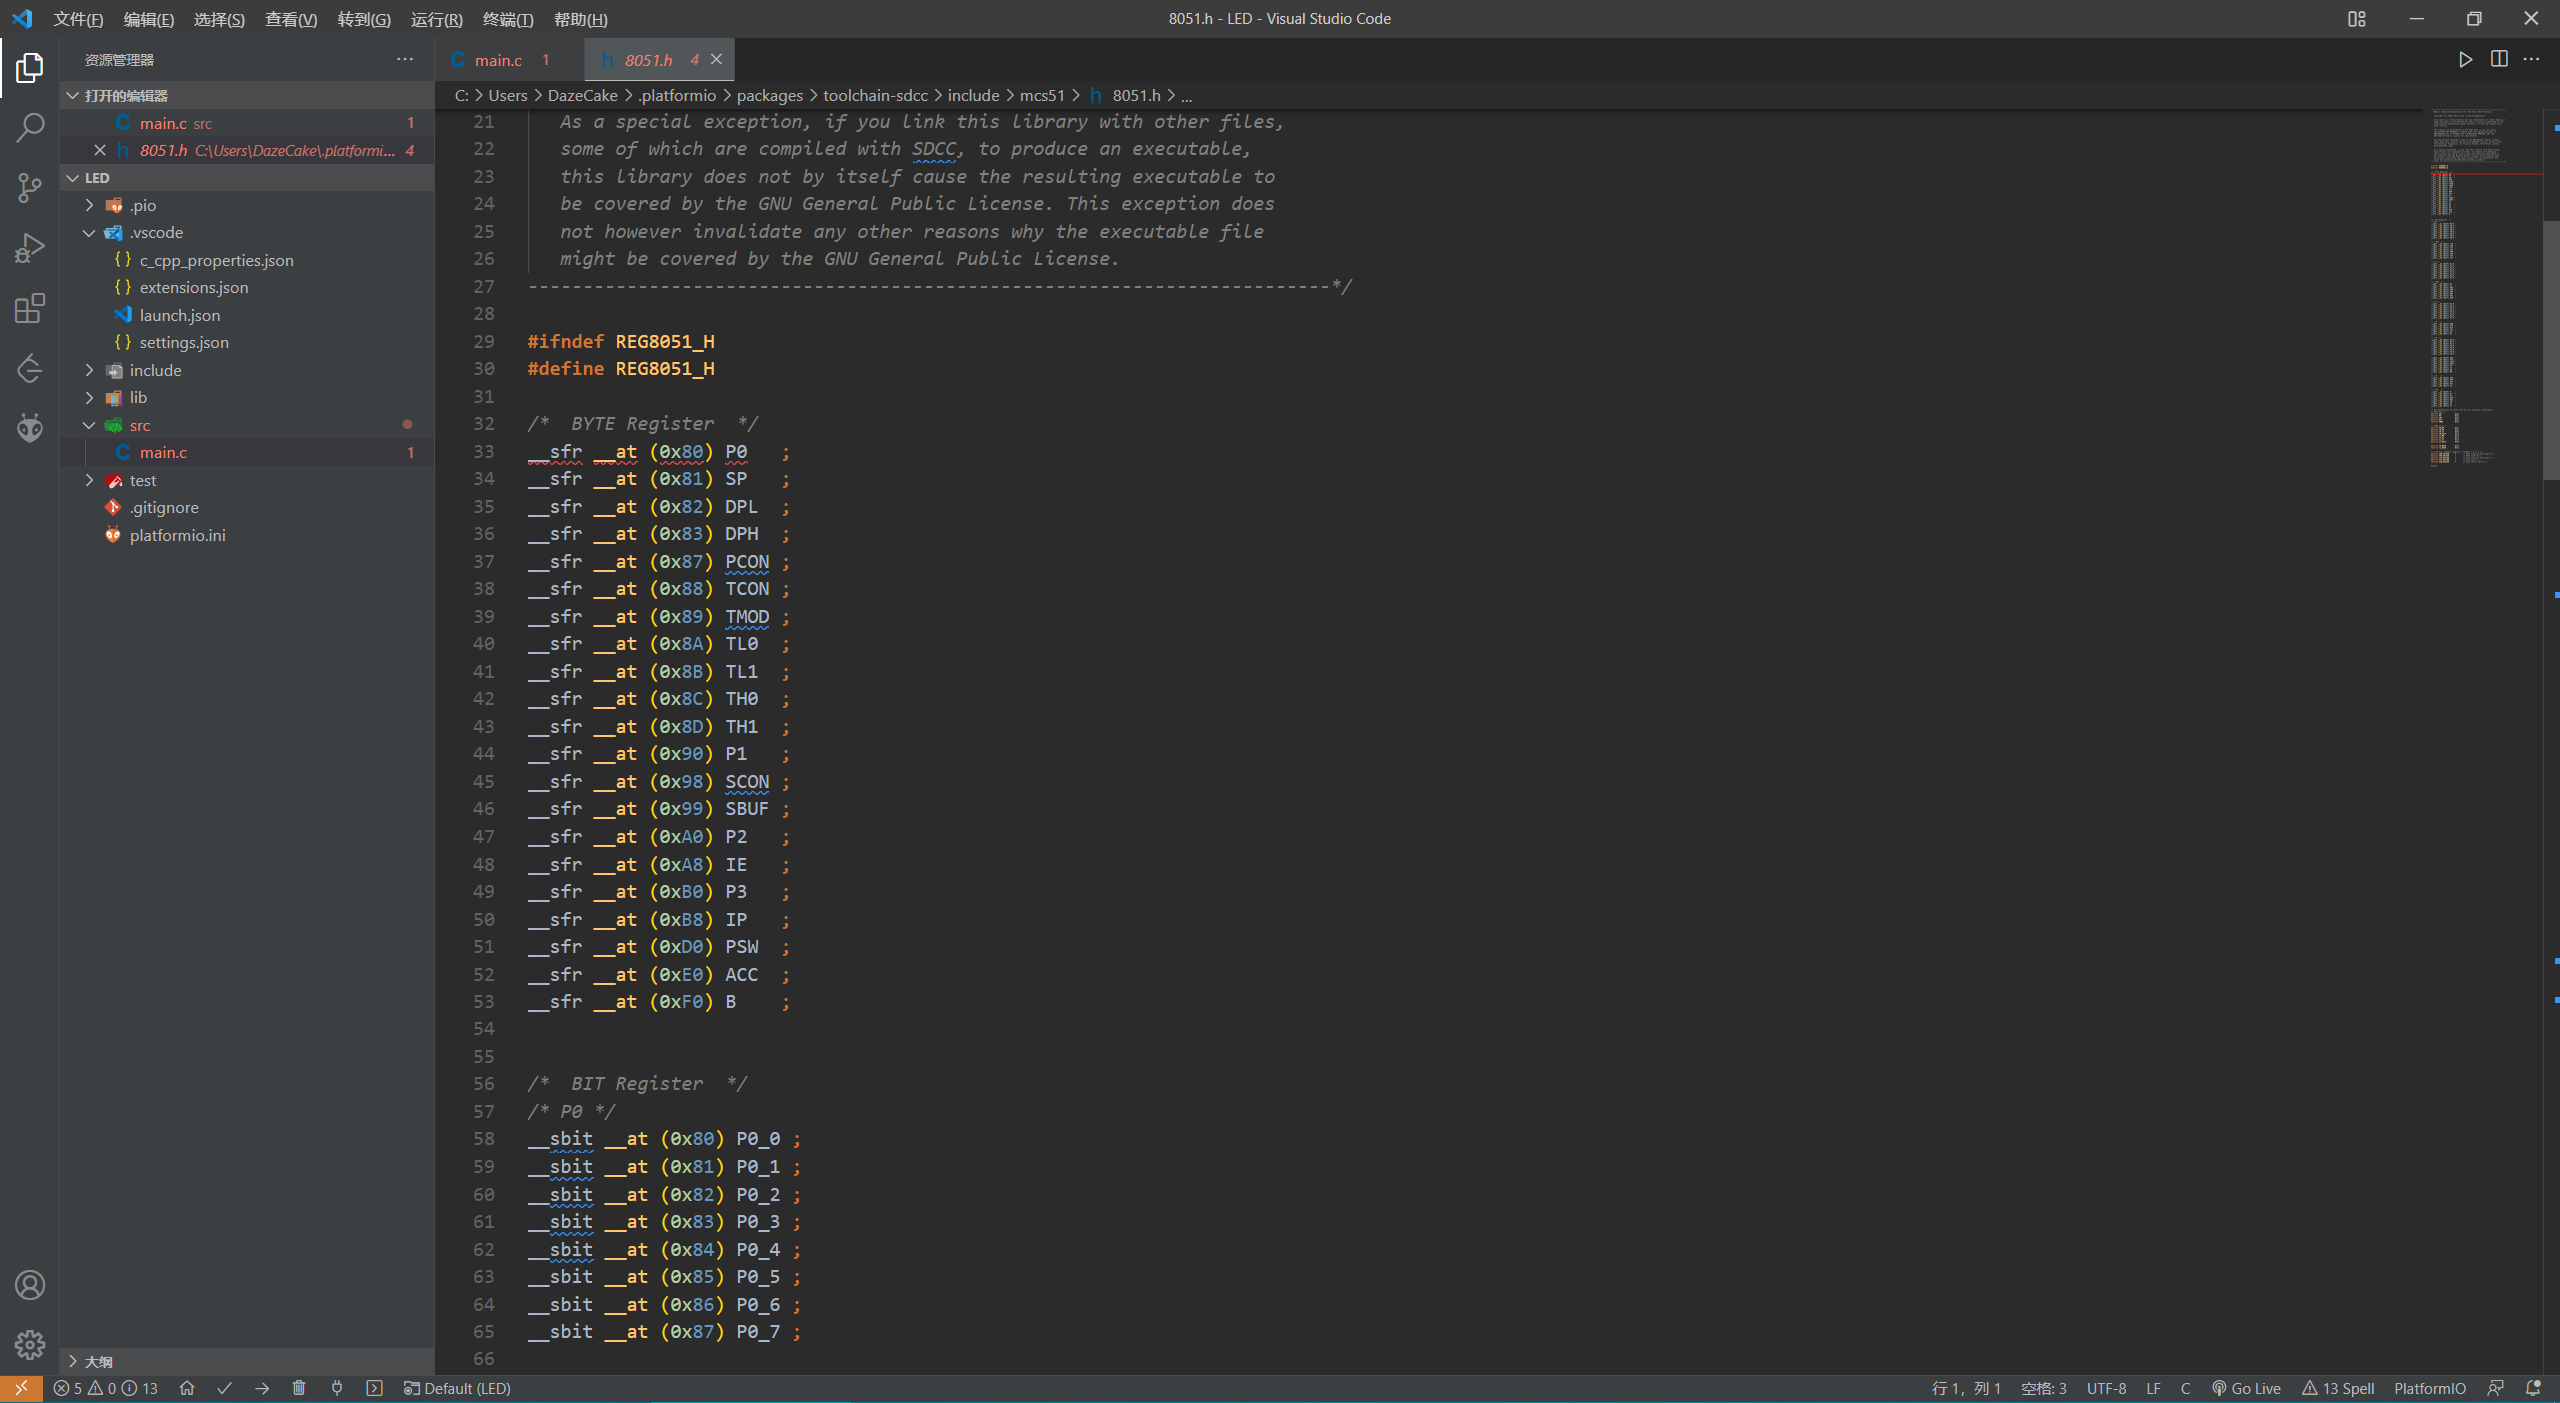 文件(F) 编辑(E) 选择(S) 查看(V) 转到(G) 运行(R) 终端(T) 帮助(H)
8051.h - LED - Visual Studio Code
资源管理器
打开的编辑器
main.c src 1
8051.h C:\Users\DazeCake\.platformi... 4
LED
.pio
.vscode
c_cpp_properties.json
extensions.json
launch.json
settings.json
include
lib
src
main.c 1
test
.gitignore
platformio.ini
大纲
main.c 1
8051.h 4
C: > Users > DazeCake > .platformio > packages > toolchain-sdcc > include > mcs51 > 8051.h > ...
21 As a special exception, if you link this library with other files,
22 some of which are compiled with SDCC, to produce an executable,
23 this library does not by itself cause the resulting executable to
24 be covered by the GNU General Public License. This exception does
25 not however invalidate any other reasons why the executable file
26 might be covered by the GNU General Public License.
27 -------------------------------------------------------------------------*/
28
29 #ifndef REG8051_H
30 #define REG8051_H
31
32 /*  BYTE Register  */
33 __sfr __at (0x80) P0   ;
34 __sfr __at (0x81) SP   ;
35 __sfr __at (0x82) DPL  ;
36 __sfr __at (0x83) DPH  ;
37 __sfr __at (0x87) PCON ;
38 __sfr __at (0x88) TCON ;
39 __sfr __at (0x89) TMOD ;
40 __sfr __at (0x8A) TL0  ;
41 __sfr __at (0x8B) TL1  ;
42 __sfr __at (0x8C) TH0  ;
43 __sfr __at (0x8D) TH1  ;
44 __sfr __at (0x90) P1   ;
45 __sfr __at (0x98) SCON ;
46 __sfr __at (0x99) SBUF ;
47 __sfr __at (0xA0) P2   ;
48 __sfr __at (0xA8) IE   ;
49 __sfr __at (0xB0) P3   ;
50 __sfr __at (0xB8) IP   ;
51 __sfr __at (0xD0) PSW  ;
52 __sfr __at (0xE0) ACC  ;
53 __sfr __at (0xF0) B    ;
54
55
56 /*  BIT Register  */
57 /* P0 */
58 __sbit __at (0x80) P0_0 ;
59 __sbit __at (0x81) P0_1 ;
60 __sbit __at (0x82) P0_2 ;
61 __sbit __at (0x83) P0_3 ;
62 __sbit __at (0x84) P0_4 ;
63 __sbit __at (0x85) P0_5 ;
64 __sbit __at (0x86) P0_6 ;
65 __sbit __at (0x87) P0_7 ;
66
5 0 13 Default (LED) 行 1，列 1 空格: 3 UTF-8 LF C Go Live 13 Spell PlatformIO